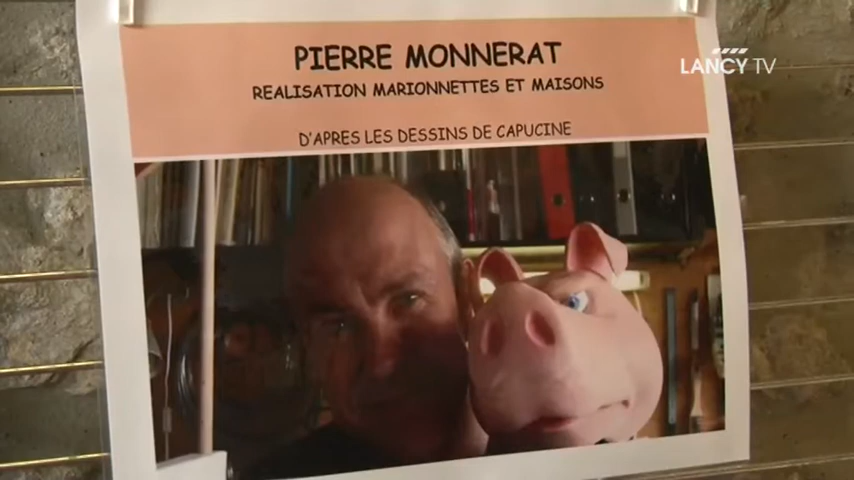 PIERRE MONNERAT
LANCY TV
REALISATION MARIONNETTES ET MAISONS
D'APRES LES DESSINS DE CAPUCINE